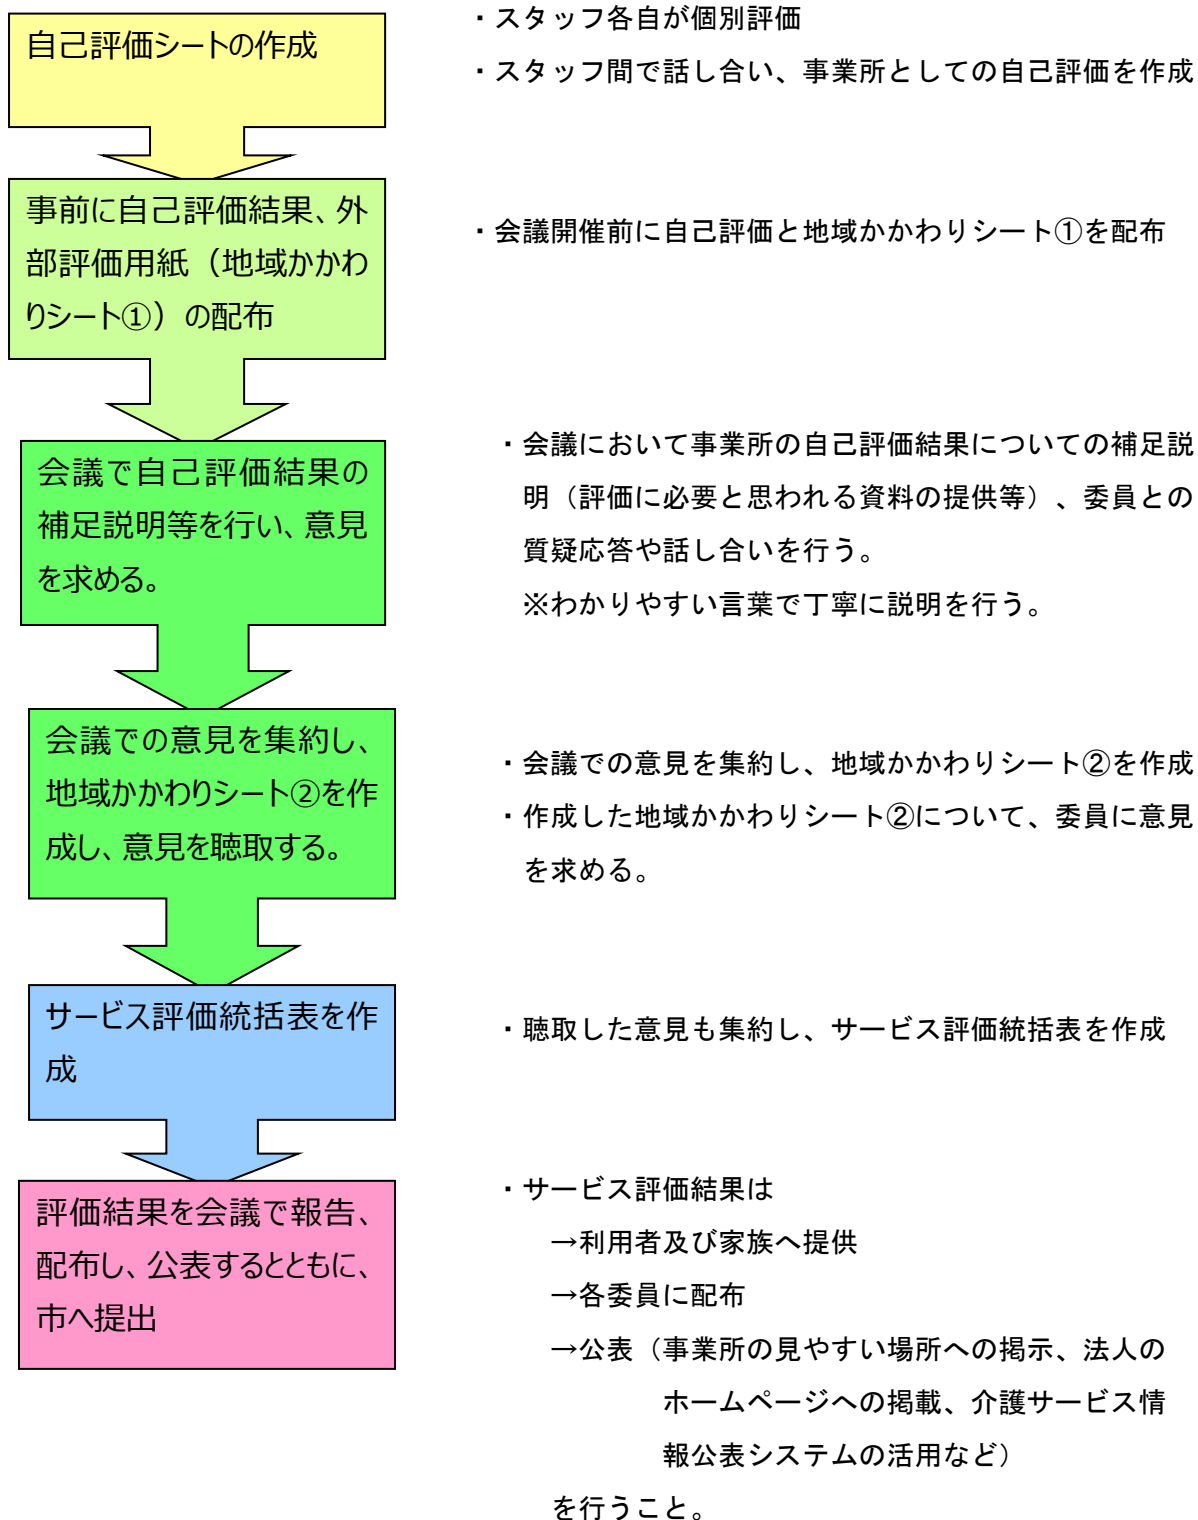 自己評価シートの作成
・スタッフ各自が個別評価
・スタッフ間で話し合い、事業所としての自己評価を作成
事前に自己評価結果、外
部評価用紙（地域かかわ
りシート①）の配布
・会議開催前に自己評価と地域かかわりシート①を配布
会議で自己評価結果の
補足説明等を行い、意見
を求める。
・会議において事業所の自己評価結果についての補足説
明（評価に必要と思われる資料の提供等）、委員との
質疑応答や話し合いを行う。
※わかりやすい言葉で丁寧に説明を行う。
会議での意見を集約し、
地域かかわりシート②を作
成し、意見を聴取する。
・会議での意見を集約し、地域かかわりシート②を作成
・作成した地域かかわりシート②について、委員に意見
を求める。
サービス評価統括表を作
成
・聴取した意見も集約し、サービス評価統括表を作成
評価結果を会議で報告、
配布し、公表するとともに、
市へ提出
・サービス評価結果は
→利用者及び家族へ提供
→各委員に配布
→公表（事業所の見やすい場所への掲示、法人の
ホームページへの掲載、介護サービス情
報公表システムの活用など）
を行うこと。